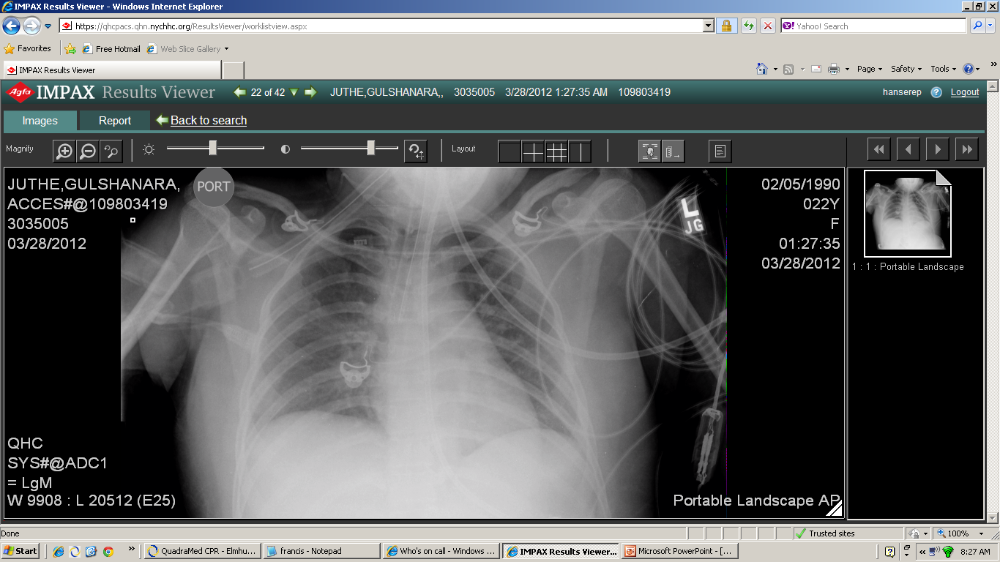 IMPAX Results Viewer - Windows Internet Explorer
https://qhcpacs.qhn.nychhc.org/ResultsViewer/worklistview.aspx
Yahoo! Search
Favorites Free Hotmail Web Slice Gallery
IMPAX Results Viewer
Page Safety Tools
Agfa IMPAX Results Viewer 22 of 42 JUTHE,GULSHANARA,, 3035005 3/28/2012 1:27:35 AM 109803419 hanserep Logout
Images Report Back to search
Magnify Layout
JUTHE,GULSHANARA,
ACCES#@109803419
3035005
03/28/2012
PORT
L
JG
02/05/1990
022Y
F
01:27:35
03/28/2012
1 : 1 : Portable Landscape
QHC
SYS#@ADC1
= LgM
W 9908 : L 20512 (E25)
Portable Landscape AP
Done Trusted sites 100%
Start QuadraMed CPR - Elmhu... francis - Notepad Who's on call - Windows ... IMPAX Results Viewer... Microsoft PowerPoint - [... 8:27 AM